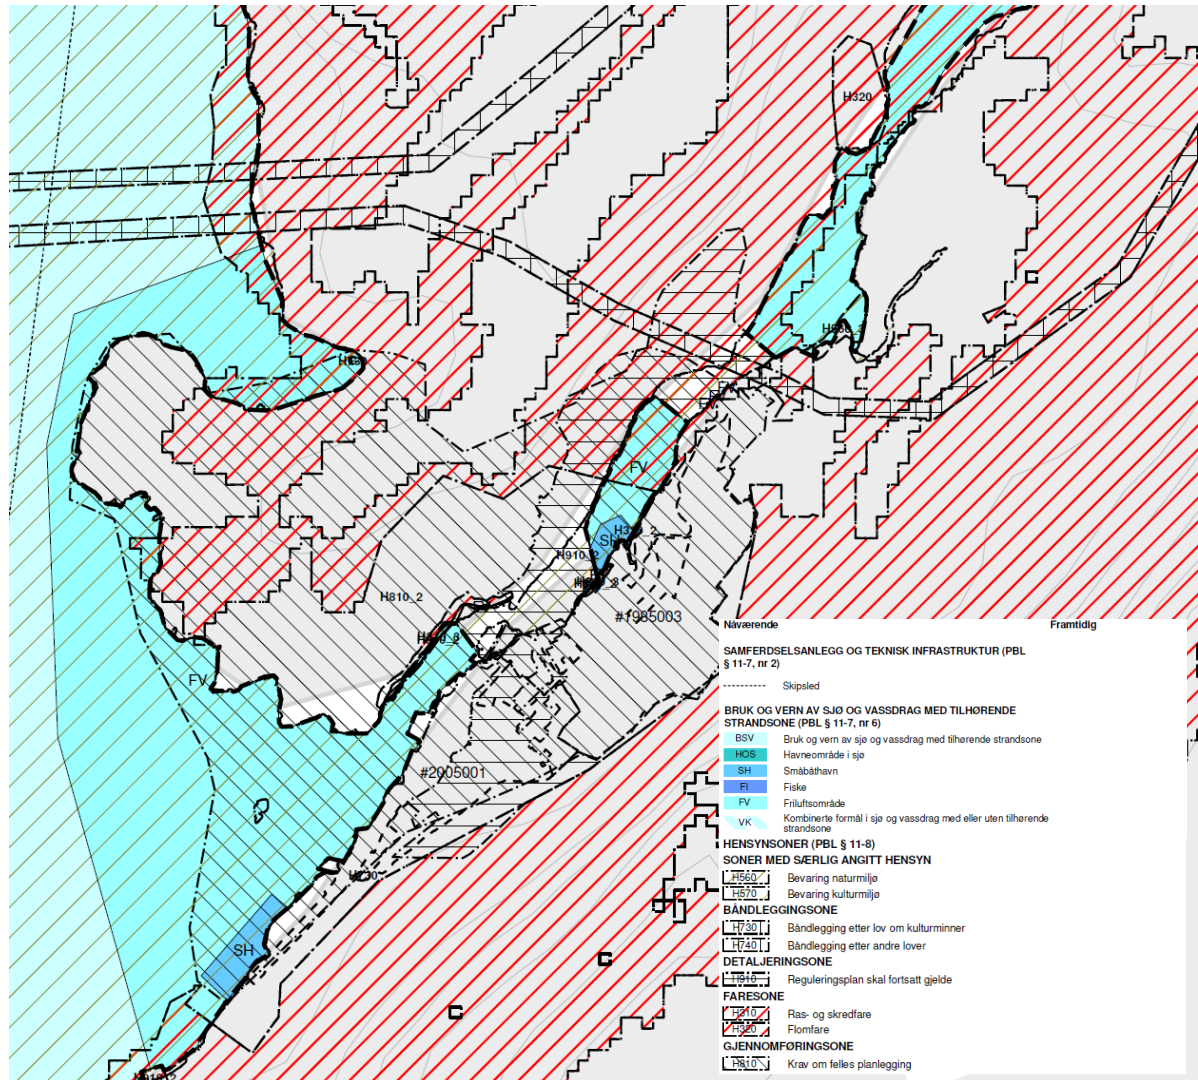 H320
FV
FV
SH
H910_2
H810_2
#1985003
FV
#2005001
SH
Nåværende
Framtidig
SAMFERDSELSANLEGG OG TEKNISK INFRASTRUKTUR (PBL
§ 11-7, nr 2)
Skipsled
BRUK OG VERN AV SJØ OG VASSDRAG MED TILHØRENDE
STRANDSONE (PBL § 11-7, nr 6)
BSV Bruk og vern av sjø og vassdrag med tilhørende strandsone
HOS Havneområde i sjø
SH Småbåthavn
FI Fiske
FV Friluftsområde
VK Kombinerte formål i sjø og vassdrag med eller uten tilhørende
strandsone
HENSYNSONER (PBL § 11-8)
SONER MED SÆRLIG ANGITT HENSYN
H560 Bevaring naturmiljø
H570 Bevaring kulturmiljø
BÅNDLEGGINGSONE
H730 Båndlegging etter lov om kulturminner
H740 Båndlegging etter andre lover
DETALJERINGSONE
H910 Reguleringsplan skal fortsatt gjelde
FARESONE
H310 Ras- og skredfare
H320 Flomfare
GJENNOMFØRINGSONE
H810 Krav om felles planlegging